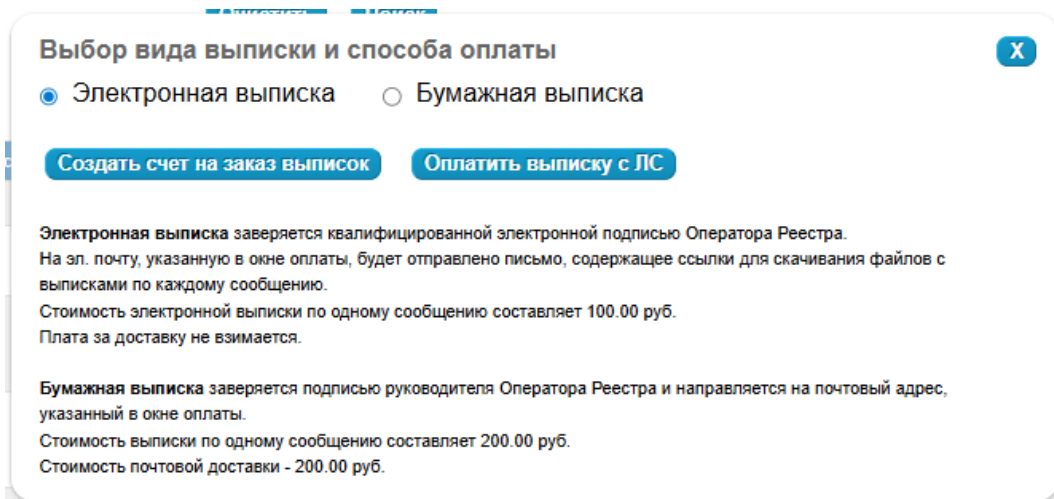 Выбор вида выписки и способа оплаты
X
Электронная выписка Бумажная выписка
Создать счет на заказ выписок Оплатить выписку с ЛС
Электронная выписка заверяется квалифицированной электронной подписью Оператора Реестра.
На эл. почту, указанную в окне оплаты, будет отправлено письмо, содержащее ссылки для скачивания файлов с
выписками по каждому сообщению.
Стоимость электронной выписки по одному сообщению составляет 100.00 руб.
Плата за доставку не взимается.
Бумажная выписка заверяется подписью руководителя Оператора Реестра и направляется на почтовый адрес,
указанный в окне оплаты.
Стоимость выписки по одному сообщению составляет 200.00 руб.
Стоимость почтовой доставки - 200.00 руб.